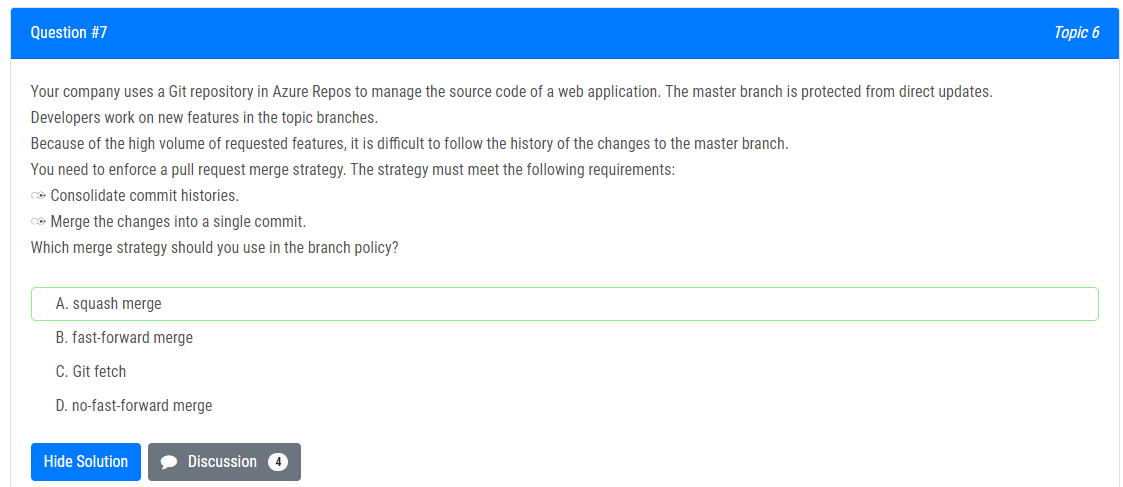 Question #7
Topic 6
Your company uses a Git repository in Azure Repos to manage the source code of a web application. The master branch is protected from direct updates.
Developers work on new features in the topic branches.
Because of the high volume of requested features, it is difficult to follow the history of the changes to the master branch.
You need to enforce a pull request merge strategy. The strategy must meet the following requirements:
Consolidate commit histories.
Merge the changes into a single commit.
Which merge strategy should you use in the branch policy?
A. squash merge
B. fast-forward merge
C. Git fetch
D. no-fast-forward merge
Hide Solution
Discussion 4